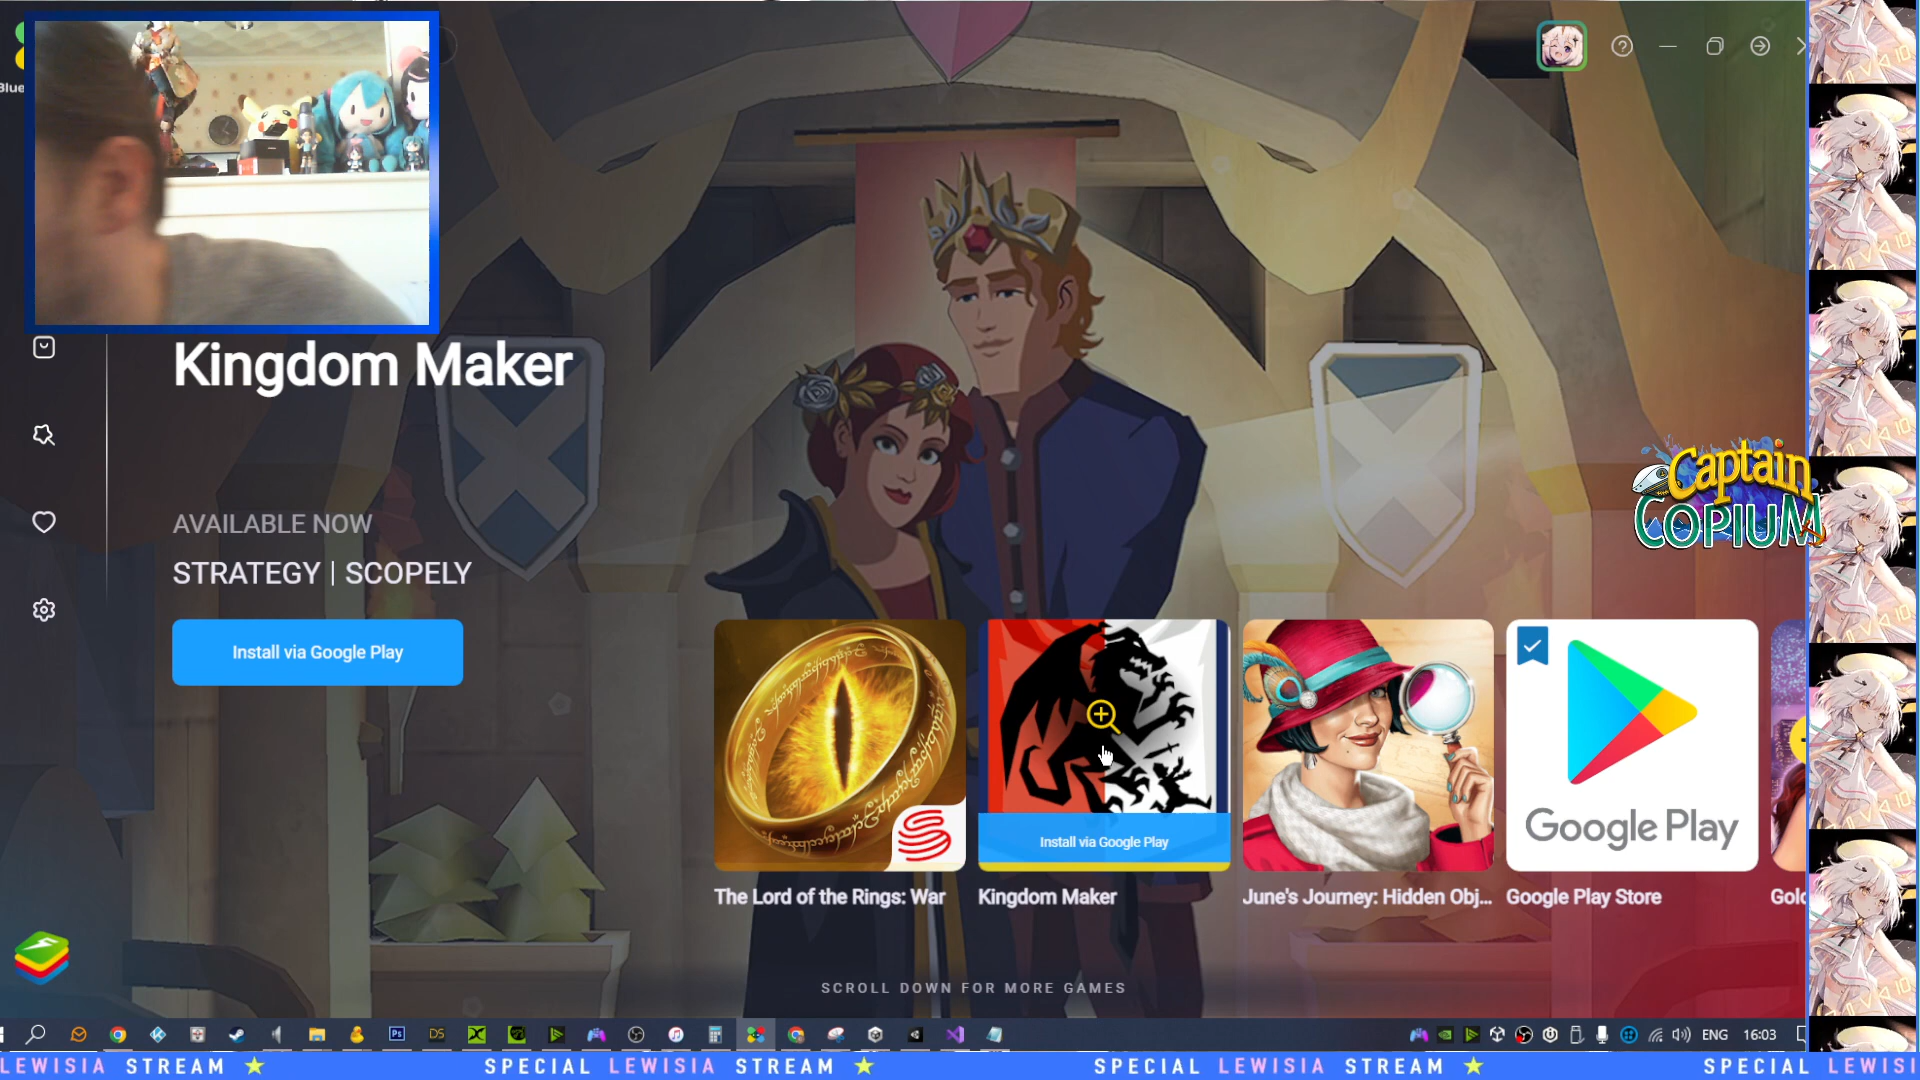 Blue
Kingdom Maker
AVAILABLE NOW
STRATEGY | SCOPELY
Install via Google Play
Captain
COPIUM
Install via Google Play
Google Play
The Lord of the Rings: War
Kingdom Maker
June's Journey: Hidden Obj...
Google Play Store
Gold
SCROLL DOWN FOR MORE GAMES
Ps
DS
ENG
16:03
LEWISIA STREAM
SPECIAL LEWISIA STREAM
SPECIAL LEWISIA STREAM
SPECIAL LEWISI